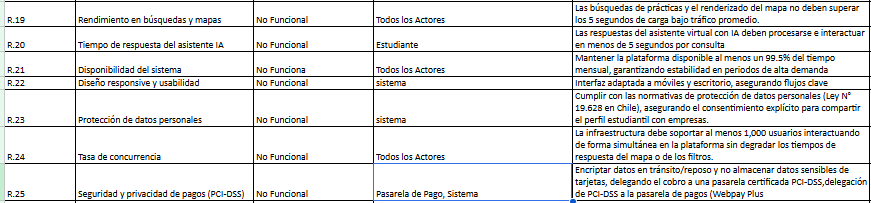 Las búsquedas de prácticas y el renderizado del mapa no deben superar
R.19 Rendimiento en búsquedas y mapas No Funcional Todos los Actores los 5 segundos de carga bajo tráfico promedio.
Las respuestas del asistente virtual con IA deben procesarse e interactuar
R.20 Tiempo de respuesta del asistente IA No Funcional Estudiante en menos de 5 segundos por consulta
Mantener la plataforma disponible al menos un 99.5% del tiempo
R.21 Disponibilidad del sistema No Funciona Todos los Actores mensual, garantizando estabilidad en periodos de alta demanda
R.22 Diseño responsive y usabilidad No Funcional sistema Interfaz adaptada a móviles y escritorio, asegurando flujos clave
Cumplir con las normativas de protección de datos personales (Ley N°
19.628 en Chile), asegurando el consentimiento explícito para compartir
R.23 Protección de datos personales No Funcional sistema el perfil estudiantil con empresas.
La infraestructura debe soportar al menos 1,000 usuarios interactuando
de forma simultánea en la plataforma sin degradar los tiempos de
R.24 Tasa de concurrencia No Funcional Todos los Actores respuesta del mapa o de los filtros.
Encriptar datos en tránsito/reposo y no almacenar datos sensibles de
tarjetas, delegando el cobro a una pasarela certificada PCI-DSS,delegación
R.25 Seguridad y privacidad de pagos (PCI-DSS) No Funcional Pasarela de Pago, Sistema de PCI-DSS a la pasarela de pagos (Webpay Plus